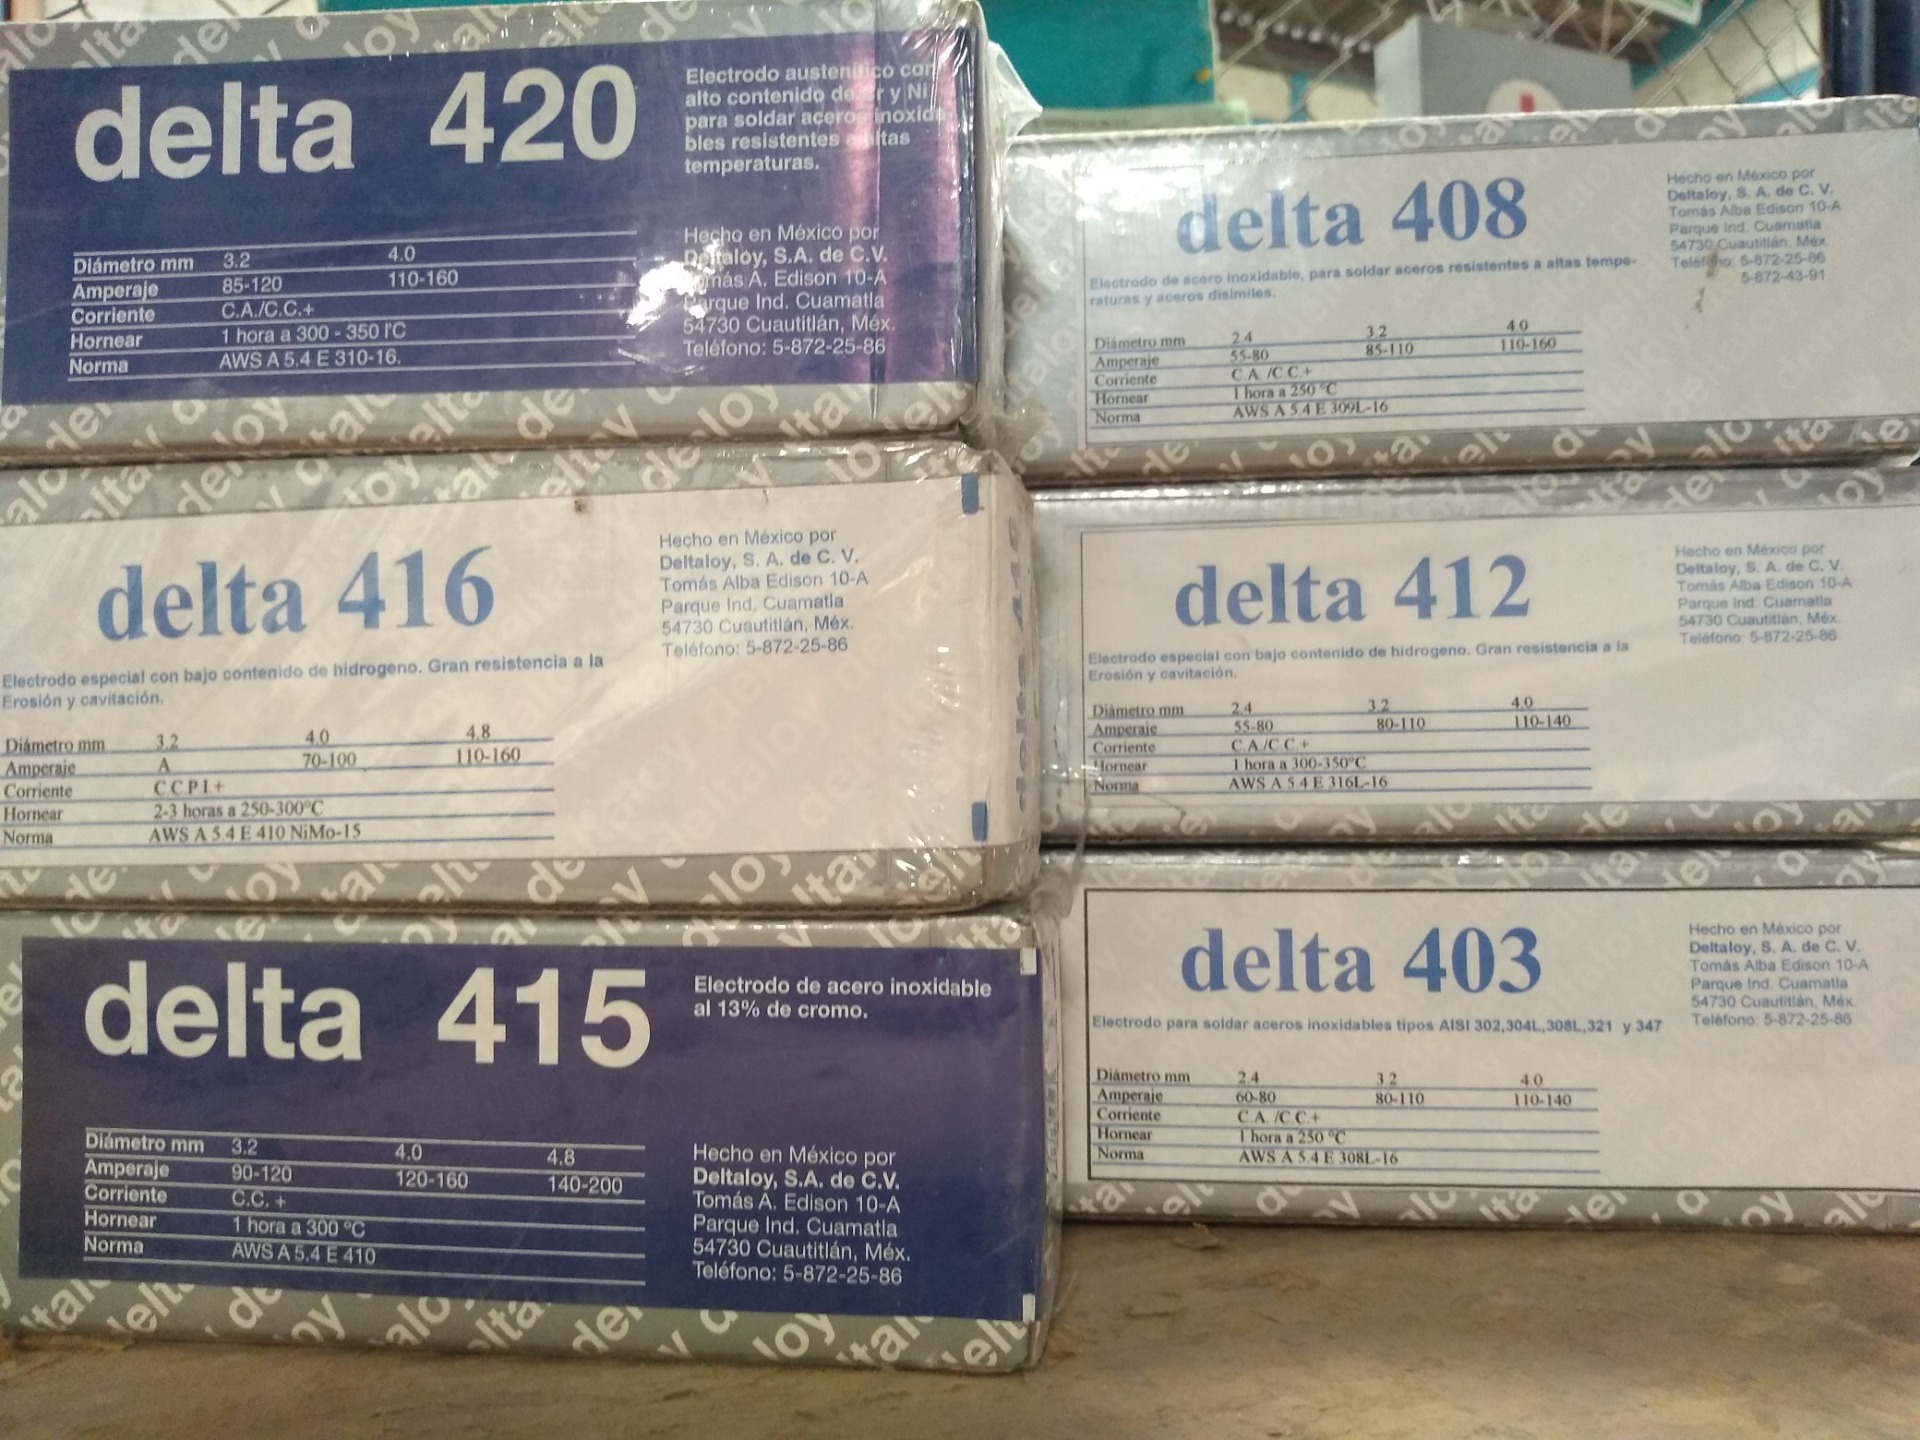 delta 420
Electrodo austenítico con
alto contenido de Cr y Ni
para soldar aceros inoxida
bles resistentes altas
temperaturas.
Diámetro mm 3.2 4.0
Amperaje 85-120 110-160
Corriente C.A./C.C.+
Hornear 1 hora a 300 - 350 l'C
Norma AWS A 5.4 E 310-16.
Hecho en México por
Deltaloy, S.A. de C.V.
Tomás A. Edison 10-A
Parque Ind. Cuamatla
54730 Cuautitlán, Méx.
Teléfono: 5-872-25-86
delta 416
Electrodo especial con bajo contenido de hidrogeno. Gran resistencia a la
Erosión y cavitación.
Diámetro mm 3.2 4.0 4.8
Amperaje A 70-100 110-160
Corriente C.C.P.I.+
Hornear 2-3 horas a 250-300°C
Norma AWS A 5 4 E 410 NiMo-15
Hecho en México por
Deltaloy, S. A. de C. V.
Tomás Alba Edison 10-A
Parque Ind. Cuamatla
54730 Cuautitlán, Méx.
Teléfono: 5-872-25-86
delta 415
Electrodo de acero inoxidable
al 13% de cromo.
Diámetro mm 3.2 4.0 4.8
Amperaje 90-120 120-160 140-200
Corriente C.C. +
Hornear 1 hora a 300 ºC
Norma AWS A 5.4 E 410
Hecho en México por
Deltaloy, S.A. de C.V.
Tomás A. Edison 10-A
Parque Ind. Cuamatla
54730 Cuautitlán, Méx.
Teléfono: 5-872-25-86
delta 408
Electrodo de acero inoxidable, para soldar aceros resistentes a altas tempe-
raturas y aceros disimiles.
Diámetro mm 2.4 3.2 4.0
Amperaje 55-80 85-110 110-160
Corriente C.A. /C.C.+
Hornear 1 hora a 250 °C
Norma AWS A 5 4 E 309L-16
Hecho en México por
Deltaloy, S. A. de C. V.
Tomás Alba Edison 10-A
Parque Ind. Cuamatla
54730 Cuautitlán, Méx.
Teléfono: 5-872-25-86
5-872-43-91
delta 412
Electrodo especial con bajo contenido de hidrogeno. Gran resistencia a la
Erosión y cavitación.
Diámetro mm 2.4 3.2 4.0
Amperaje 55-80 80-110 110-140
Corriente C.A./C.C.+
Hornear 1 hora a 300-350°C
Norma AWS A 5 4 E 316L-16
Hecho en México por
Deltaloy, S. A. de C. V.
Tomás Alba Edison 10-A
Parque Ind. Cuamatla
54730 Cuautitlán, Méx.
Teléfono: 5-872-25-86
delta 403
Electrodo para soldar aceros inoxidables tipos AISI 302,304L,308L,321 y 347
Diámetro mm 2.4 3.2 4.0
Amperaje 60-80 80-110 110-140
Corriente C.A. /C.C.+
Hornear 1 hora a 250 °C
Norma AWS A 5.4 E 308L-16
Hecho en México por
Deltaloy, S. A. de C. V.
Tomás Alba Edison 10-A
Parque Ind. Cuamatla
54730 Cuautitlán, Méx.
Teléfono: 5-872-25-86